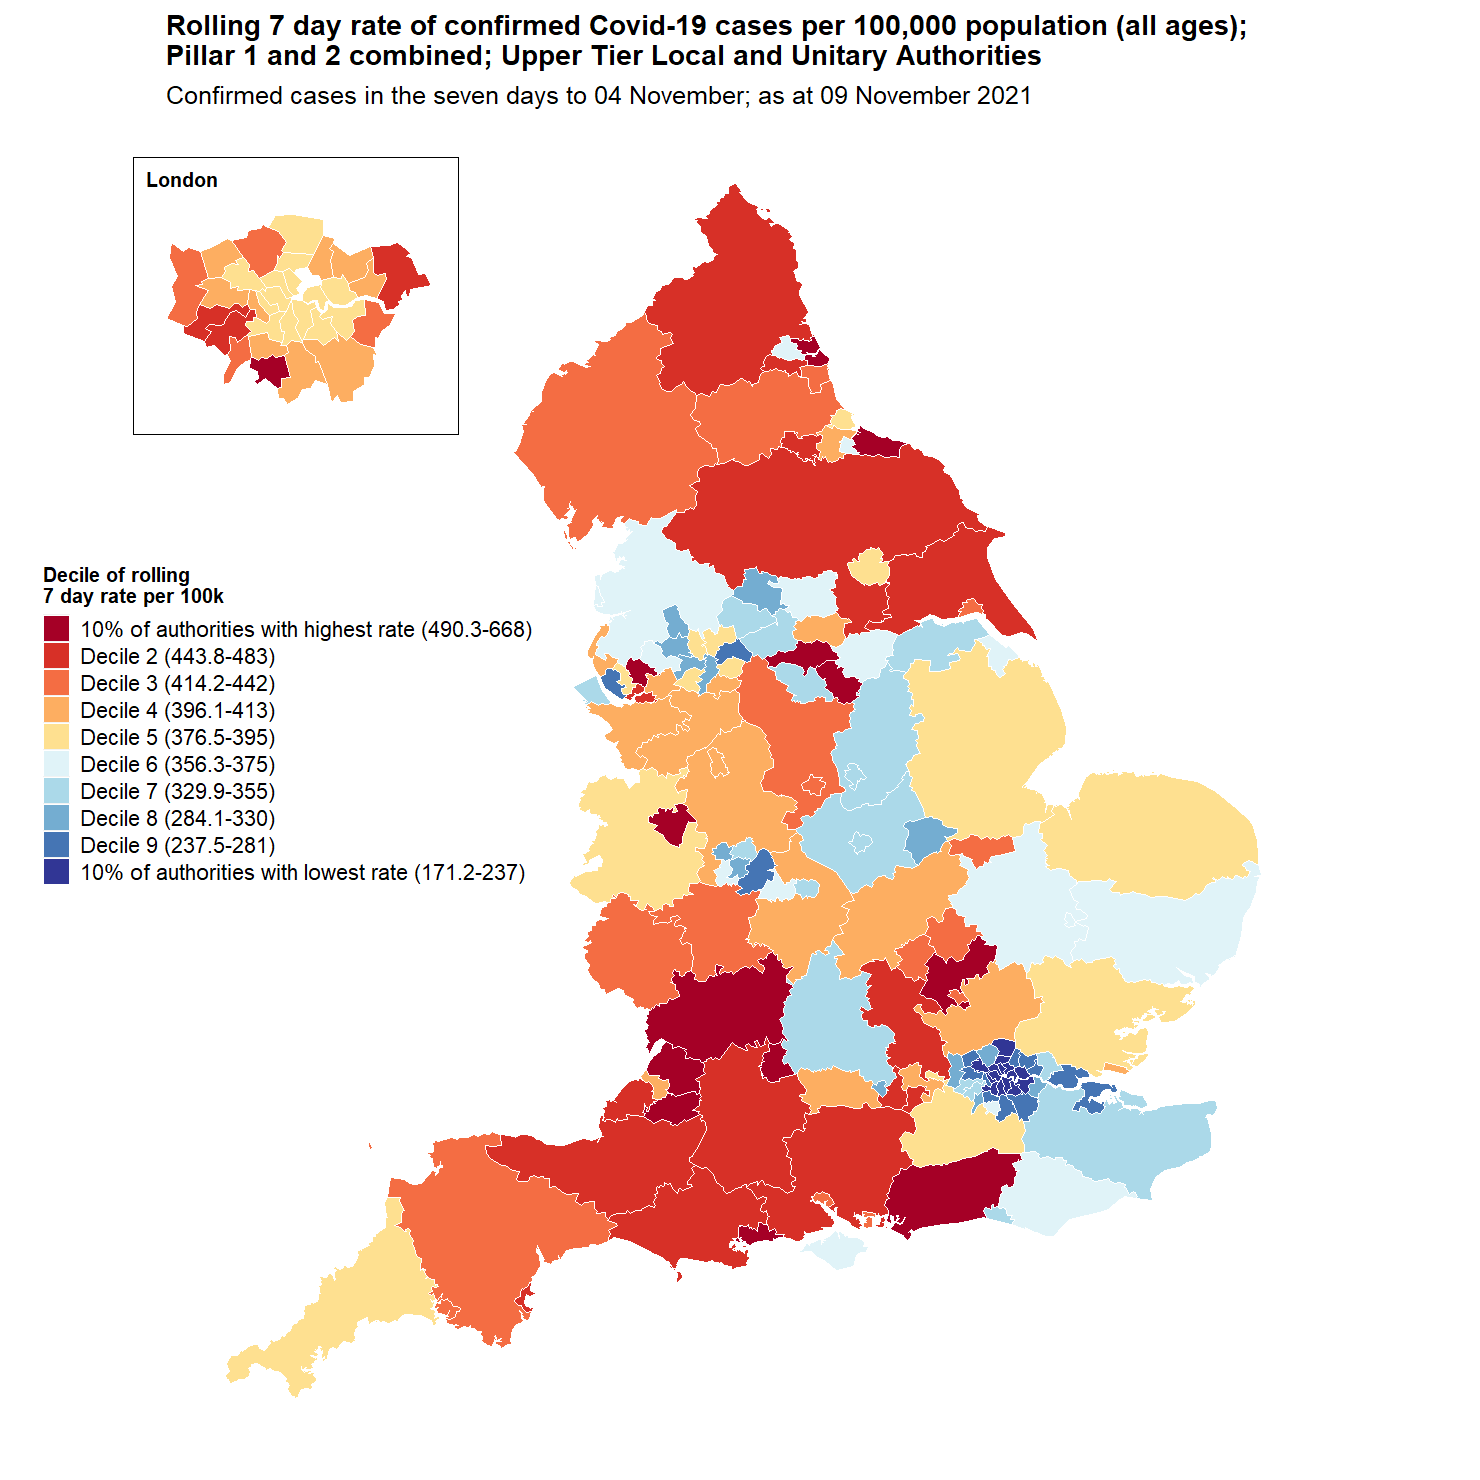 Rolling 7 day rate of confirmed Covid-19 cases per 100,000 population (all ages);
Pillar 1 and 2 combined; Upper Tier Local and Unitary Authorities
Confirmed cases in the seven days to 04 November; as at 09 November 2021
London
Decile of rolling
7 day rate per 100k
10% of authorities with highest rate (490.3-668)
Decile 2 (443.8-483)
Decile 3 (414.2-442)
Decile 4 (396.1-413)
Decile 5 (376.5-395)
Decile 6 (356.3-375)
Decile 7 (329.9-355)
Decile 8 (284.1-330)
Decile 9 (237.5-281)
10% of authorities with lowest rate (171.2-237)